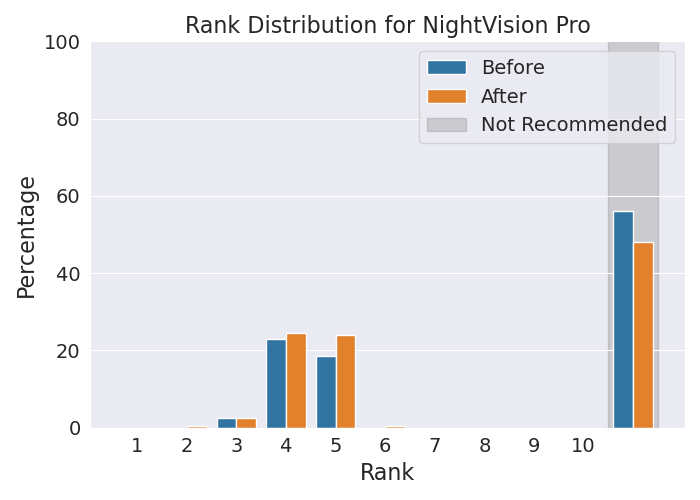 Rank Distribution for NightVision Pro
Before
After
Not Recommended
Percentage
100
80
60
40
20
0
1 2 3 4 5 6 7 8 9 10
Rank